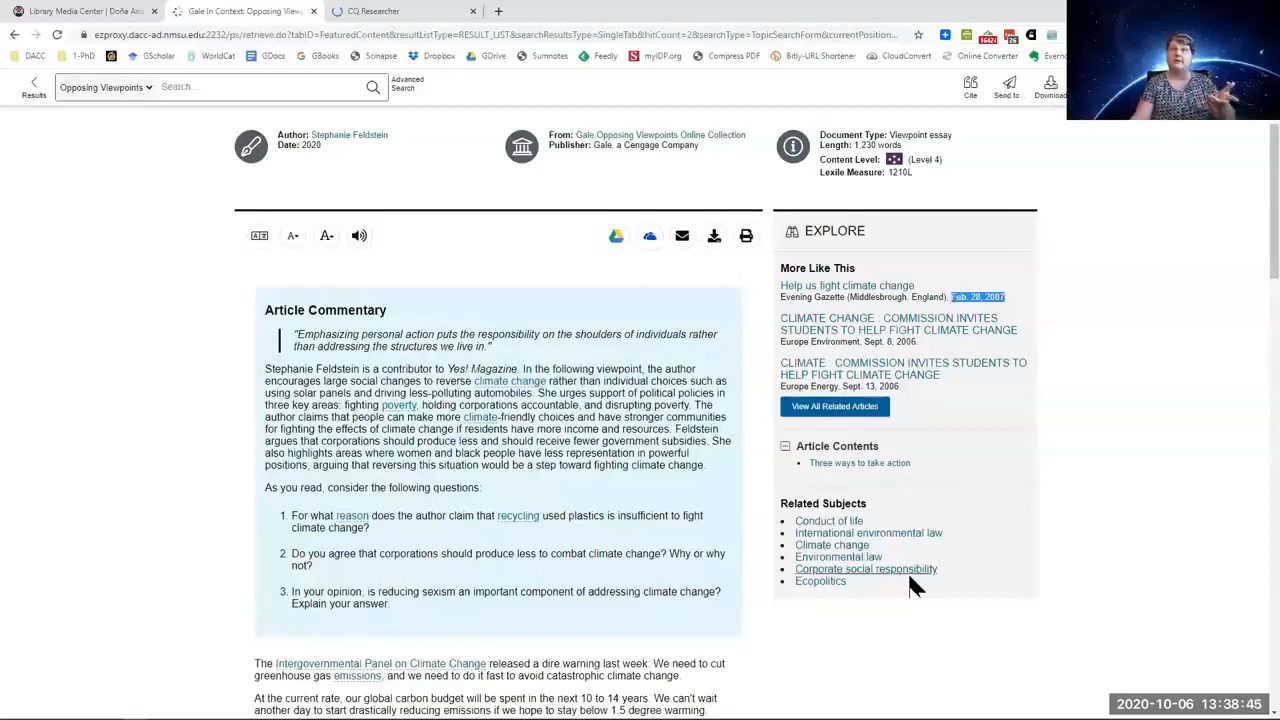 Library Media Center | Doña Ana
Gale In Context: Opposing View
CQ Researcher
ezproxy.dacc-ad.nmsu.edu:2232/ps/retrieve.do?tabID=FeaturedContent&resultListType=RESULT_LIST&searchResultsType=SingleTab&hitCount=2&searchType=TopicSearchForm&currentPosition...
DACC
1-PhD
GScholar
WorldCat
GDocs
G-Drive
Synapse
Dropbox
Sumnotes
Feedly
myIDP.org
Compress PDF
Bitly-URL Shortener
CloudConvert
Online Converter
Results
Opposing Viewpoints
Search...
Advanced
Search
Cite
Send to...
Download
Author: Stephanie Feldstein
Date: 2020
From: Gale Opposing Viewpoints Online Collection
Publisher: Gale, a Cengage Company
Document Type: Viewpoint essay
Length: 1,230 words
Content Level: (Level 4)
Lexile Measure: 1210L
A-
A+
Article Commentary
"Emphasizing personal action puts the responsibility on the shoulders of individuals rather
than addressing the structures we live in."
Stephanie Feldstein is a contributor to Yes! Magazine. In the following viewpoint, the author
encourages large social changes to reverse climate change rather than individual choices such as
using solar panels and driving less-polluting automobiles. She urges support of political policies in
three key areas: fighting poverty, holding corporations accountable, and disrupting poverty. The
author claims that people can make more climate-friendly choices and have stronger communities
for fighting the effects of climate change if residents have more income and resources. Feldstein
argues that corporations should produce less and should receive fewer government subsidies. She
also highlights areas where women and black people have less representation in powerful
positions, arguing that reversing this situation would be a step toward fighting climate change.
As you read, consider the following questions:
1. For what reason does the author claim that recycling used plastics is insufficient to fight
climate change?
2. Do you agree that corporations should produce less to combat climate change? Why or why
not?
3. In your opinion, is reducing sexism an important component of addressing climate change?
Explain your answer.
The Intergovernmental Panel on Climate Change released a dire warning last week: We need to cut
greenhouse gas emissions, and we need to do it fast to avoid catastrophic climate change.
At the current rate, our global carbon budget will be spent in the next 10 to 14 years. We can't wait
another day to start drastically reducing emissions if we hope to stay below 1.5 degree warming.
EXPLORE
More Like This
Help us fight climate change
Evening Gazette (Middlesbrough, England), Feb. 28, 2007
CLIMATE CHANGE : COMMISSION INVITES
STUDENTS TO HELP FIGHT CLIMATE CHANGE
Europe Environment, Sept. 8, 2006.
CLIMATE : COMMISSION INVITES STUDENTS TO
HELP FIGHT CLIMATE CHANGE
Europe Energy, Sept. 13, 2006.
View All Related Articles
Article Contents
• Three ways to take action
Related Subjects
• Conduct of life
• International environmental law
• Climate change
• Environmental law
• Corporate social responsibility
• Ecopolitics
2020-10-06 13:38:45